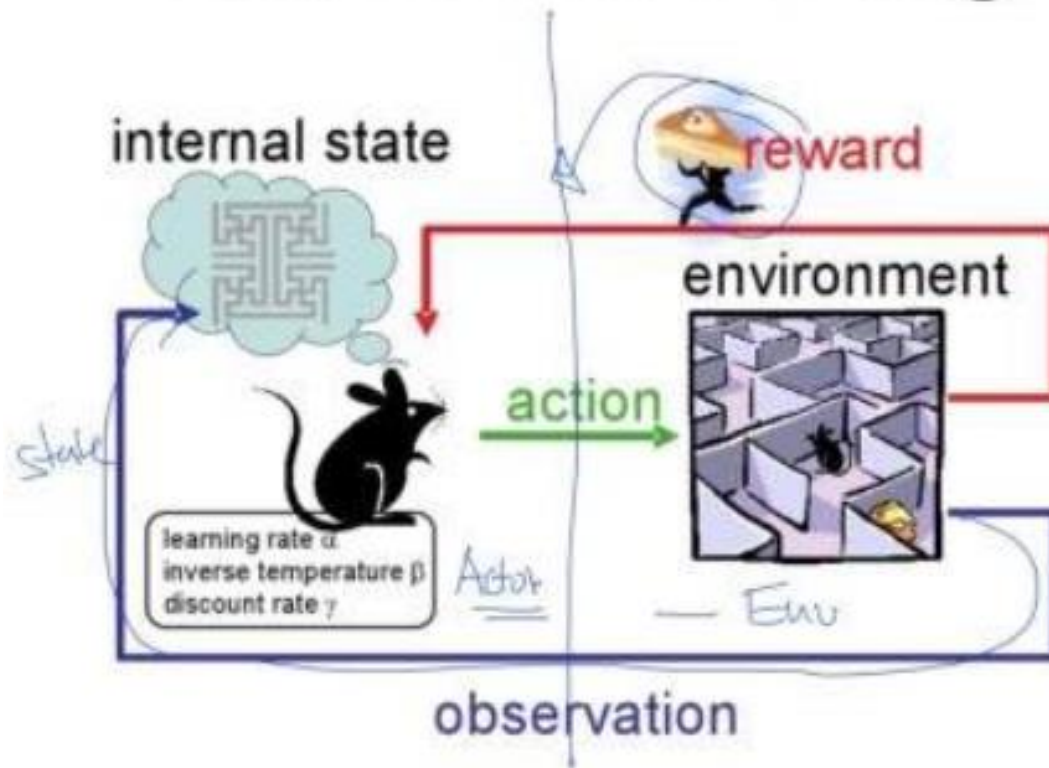 internal state
reward
environment
action
state
learning rate α
inverse temperature β
discount rate γ
Actor
Env
observation